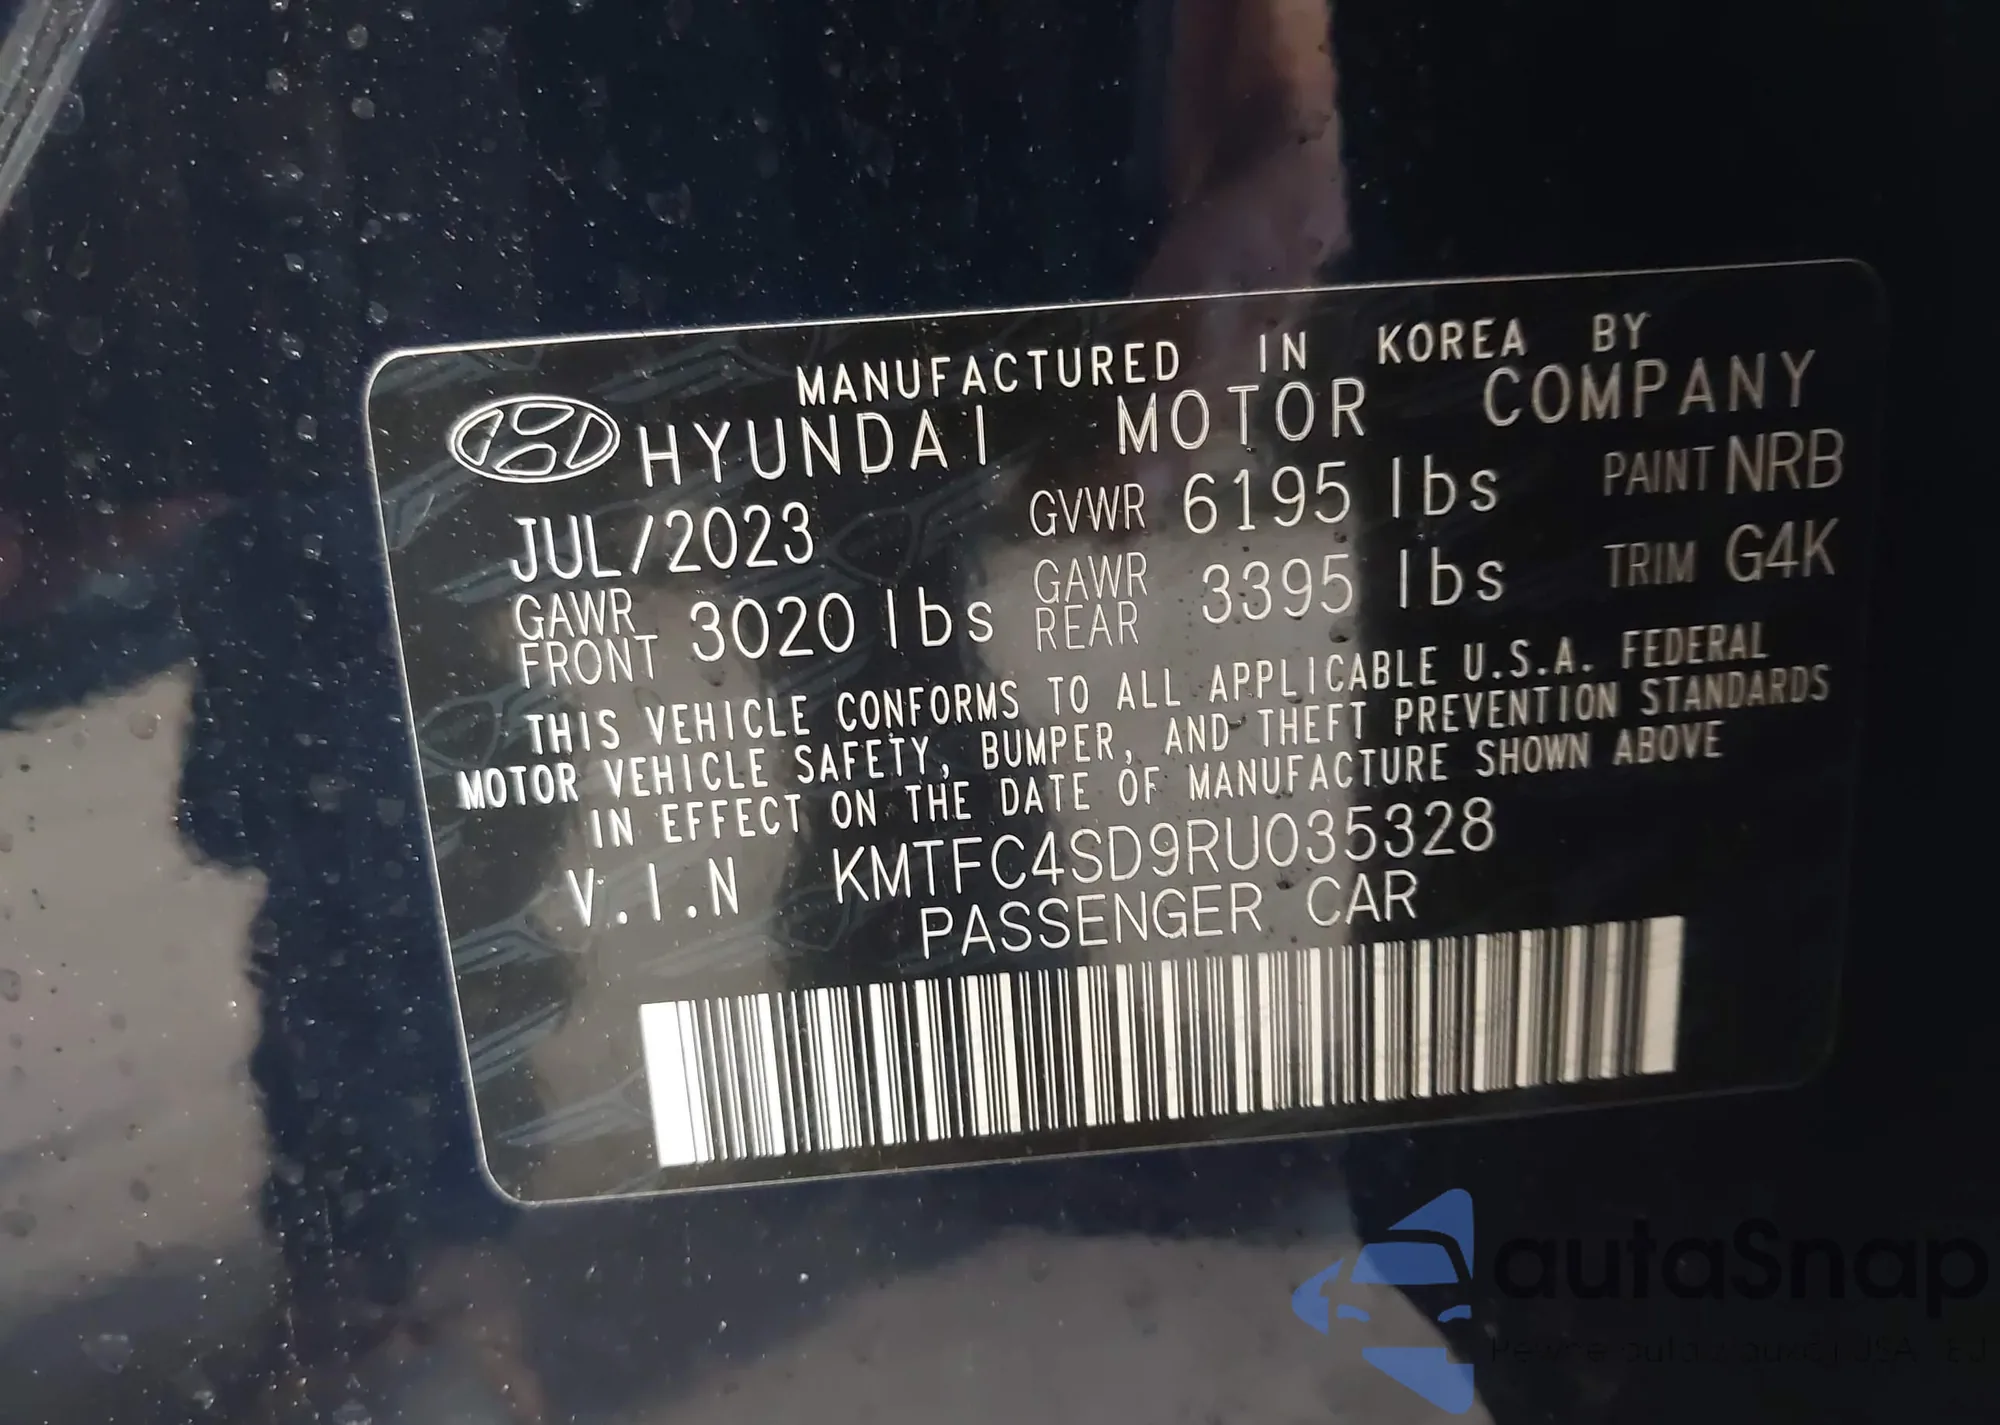 MANUFACTURED IN KOREA BY
HYUNDAI MOTOR COMPANY
JUL/2023 GVWR 6195 lbs PAINT NRB
GAWR FRONT 3020 lbs GAWR REAR 3395 lbs TRIM G4K
THIS VEHICLE CONFORMS TO ALL APPLICABLE U.S.A. FEDERAL
MOTOR VEHICLE SAFETY, BUMPER, AND THEFT PREVENTION STANDARDS
IN EFFECT ON THE DATE OF MANUFACTURE SHOWN ABOVE
V.I.N KMTFC4SD9RU035328
PASSENGER CAR
autaSnap